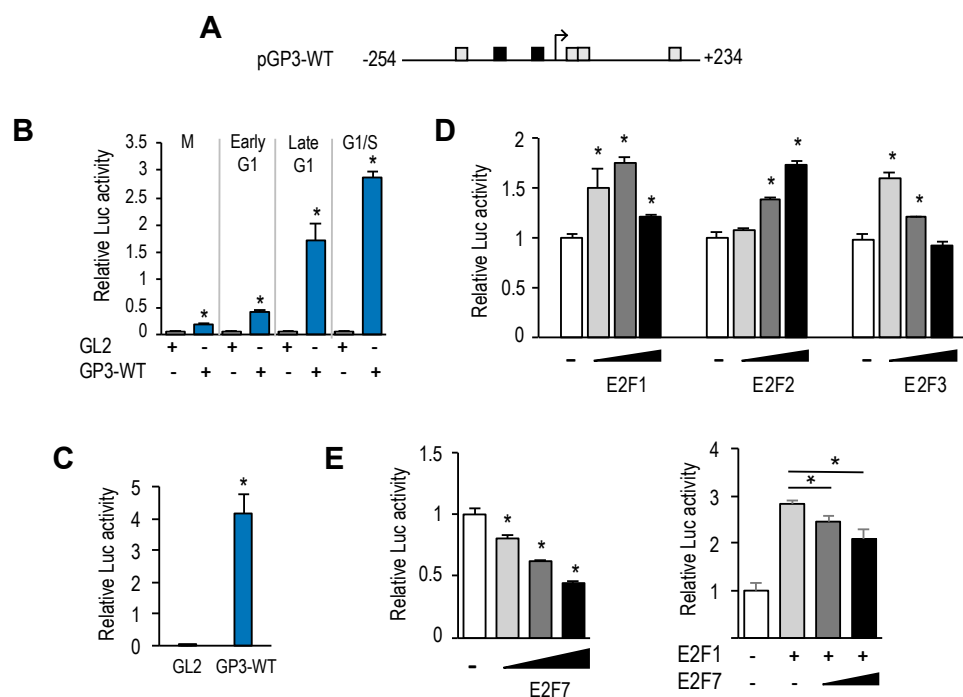 A
pGP3-WT -254 +234
B
M Early G1 Late G1 G1/S
Relative Luc activity
3.5
3
2.5
2
1.5
1
0.5
0
* * * *
GL2 + - + - + - + -
GP3-WT - + - + - + - +
C
Relative Luc activity
5
4
3
2
1
0
*
GL2 GP3-WT
D
Relative Luc activity
2
1.5
1
0.5
0
* * * * * * *
- - -
E2F1 E2F2 E2F3
E
Relative Luc activity
1.5
1
0.5
0
* * *
-
E2F7
Relative Luc activity
4
3
2
1
*
*
E2F1 - + + +
E2F7 - -